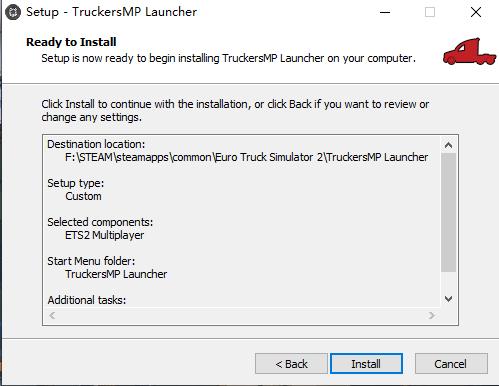 Setup - TruckersMP Launcher
Ready to Install
Setup is now ready to begin installing TruckersMP Launcher on your computer.
Click Install to continue with the installation, or click Back if you want to review or
change any settings.
Destination location:
F:\STEAM\steamapps\common\Euro Truck Simulator 2\TruckersMP Launcher
Setup type:
Custom
Selected components:
ETS2 Multiplayer
Start Menu folder:
TruckersMP Launcher
Additional tasks:
< Back
Install
Cancel